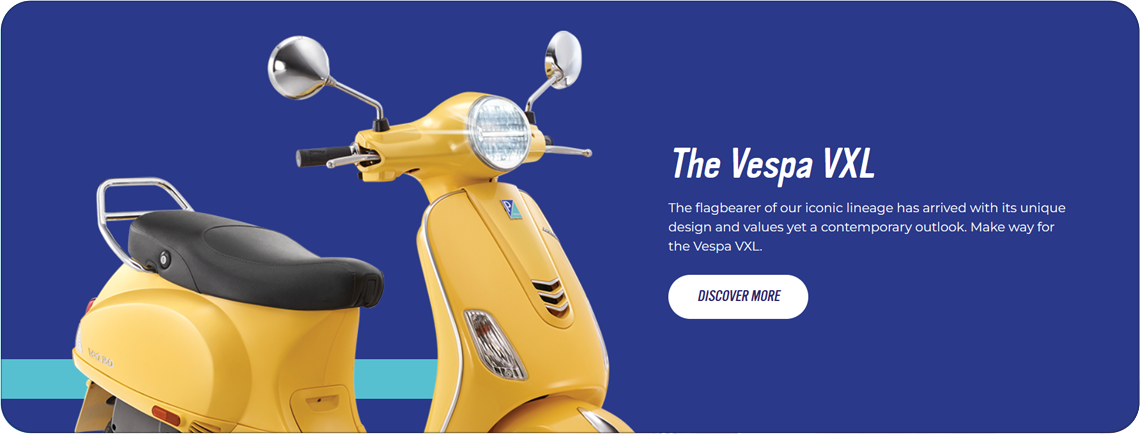 The Vespa VXL
The flagbearer of our iconic lineage has arrived with its unique
design and values yet a contemporary outlook. Make way for
the Vespa VXL.
DISCOVER MORE